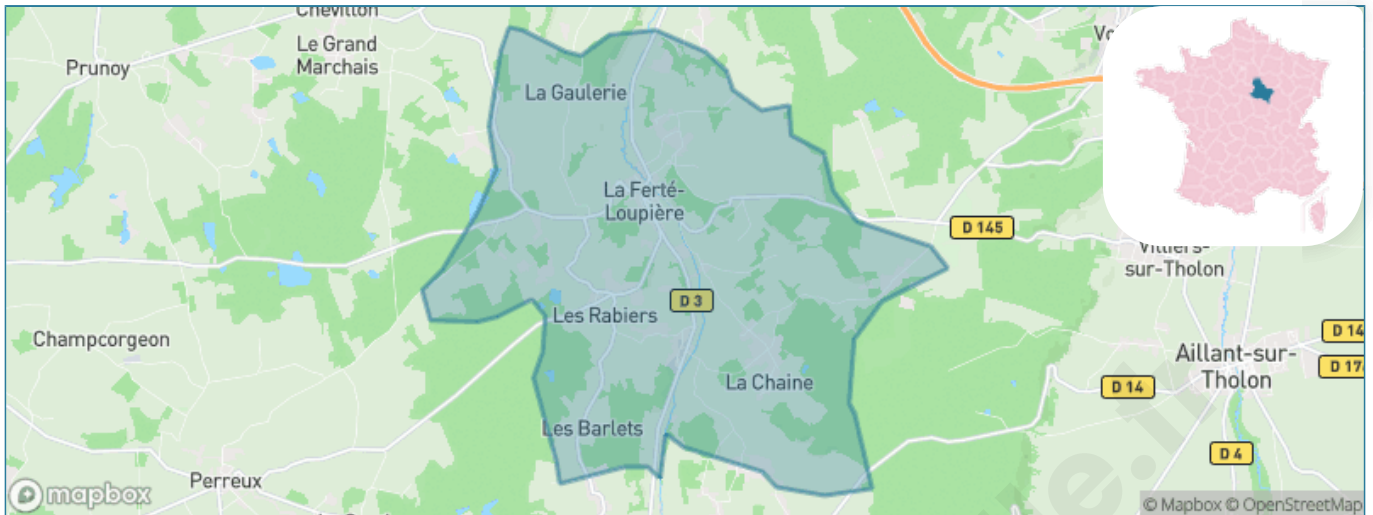 Chevillon
Le Grand
Marchais
Prunoy
La Gaulerie
La Ferté-
Loupière
D 145
Villiers-
sur-Tholon
D 3
Les Rabiers
Champcorgeon
D 14
Aillant-sur-
Tholon
D 14
La Chaine
Les Barlets
D 4
Perreux
mapbox
© Mapbox © OpenStreetMap